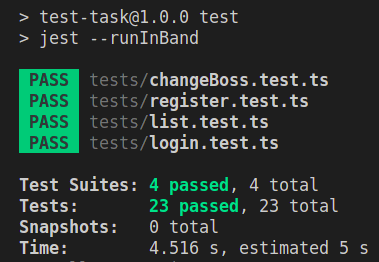 > test-task@1.0.0 test
> jest --runInBand
PASS tests/changeBoss.test.ts
PASS tests/register.test.ts
PASS tests/list.test.ts
PASS tests/login.test.ts
Test Suites: 4 passed, 4 total
Tests: 23 passed, 23 total
Snapshots: 0 total
Time: 4.516 s, estimated 5 s